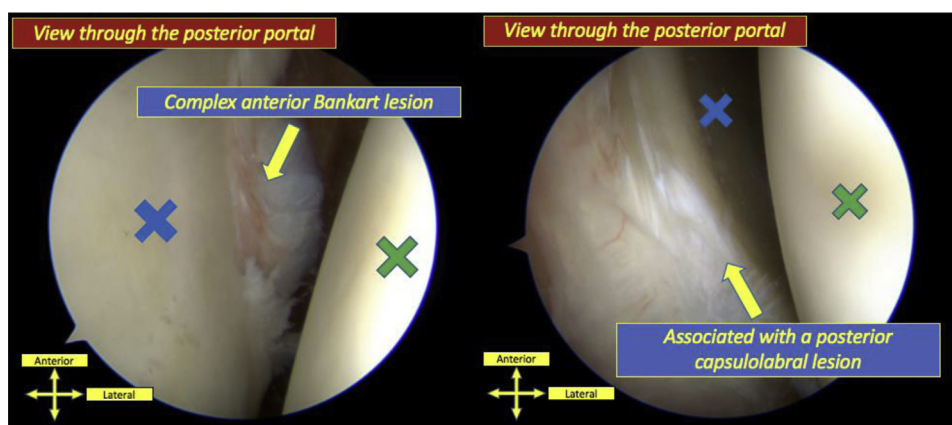 View through the posterior portal
Complex anterior Bankart lesion
Anterior
Lateral
View through the posterior portal
Associated with a posterior
capsulolabral lesion
Anterior
Lateral